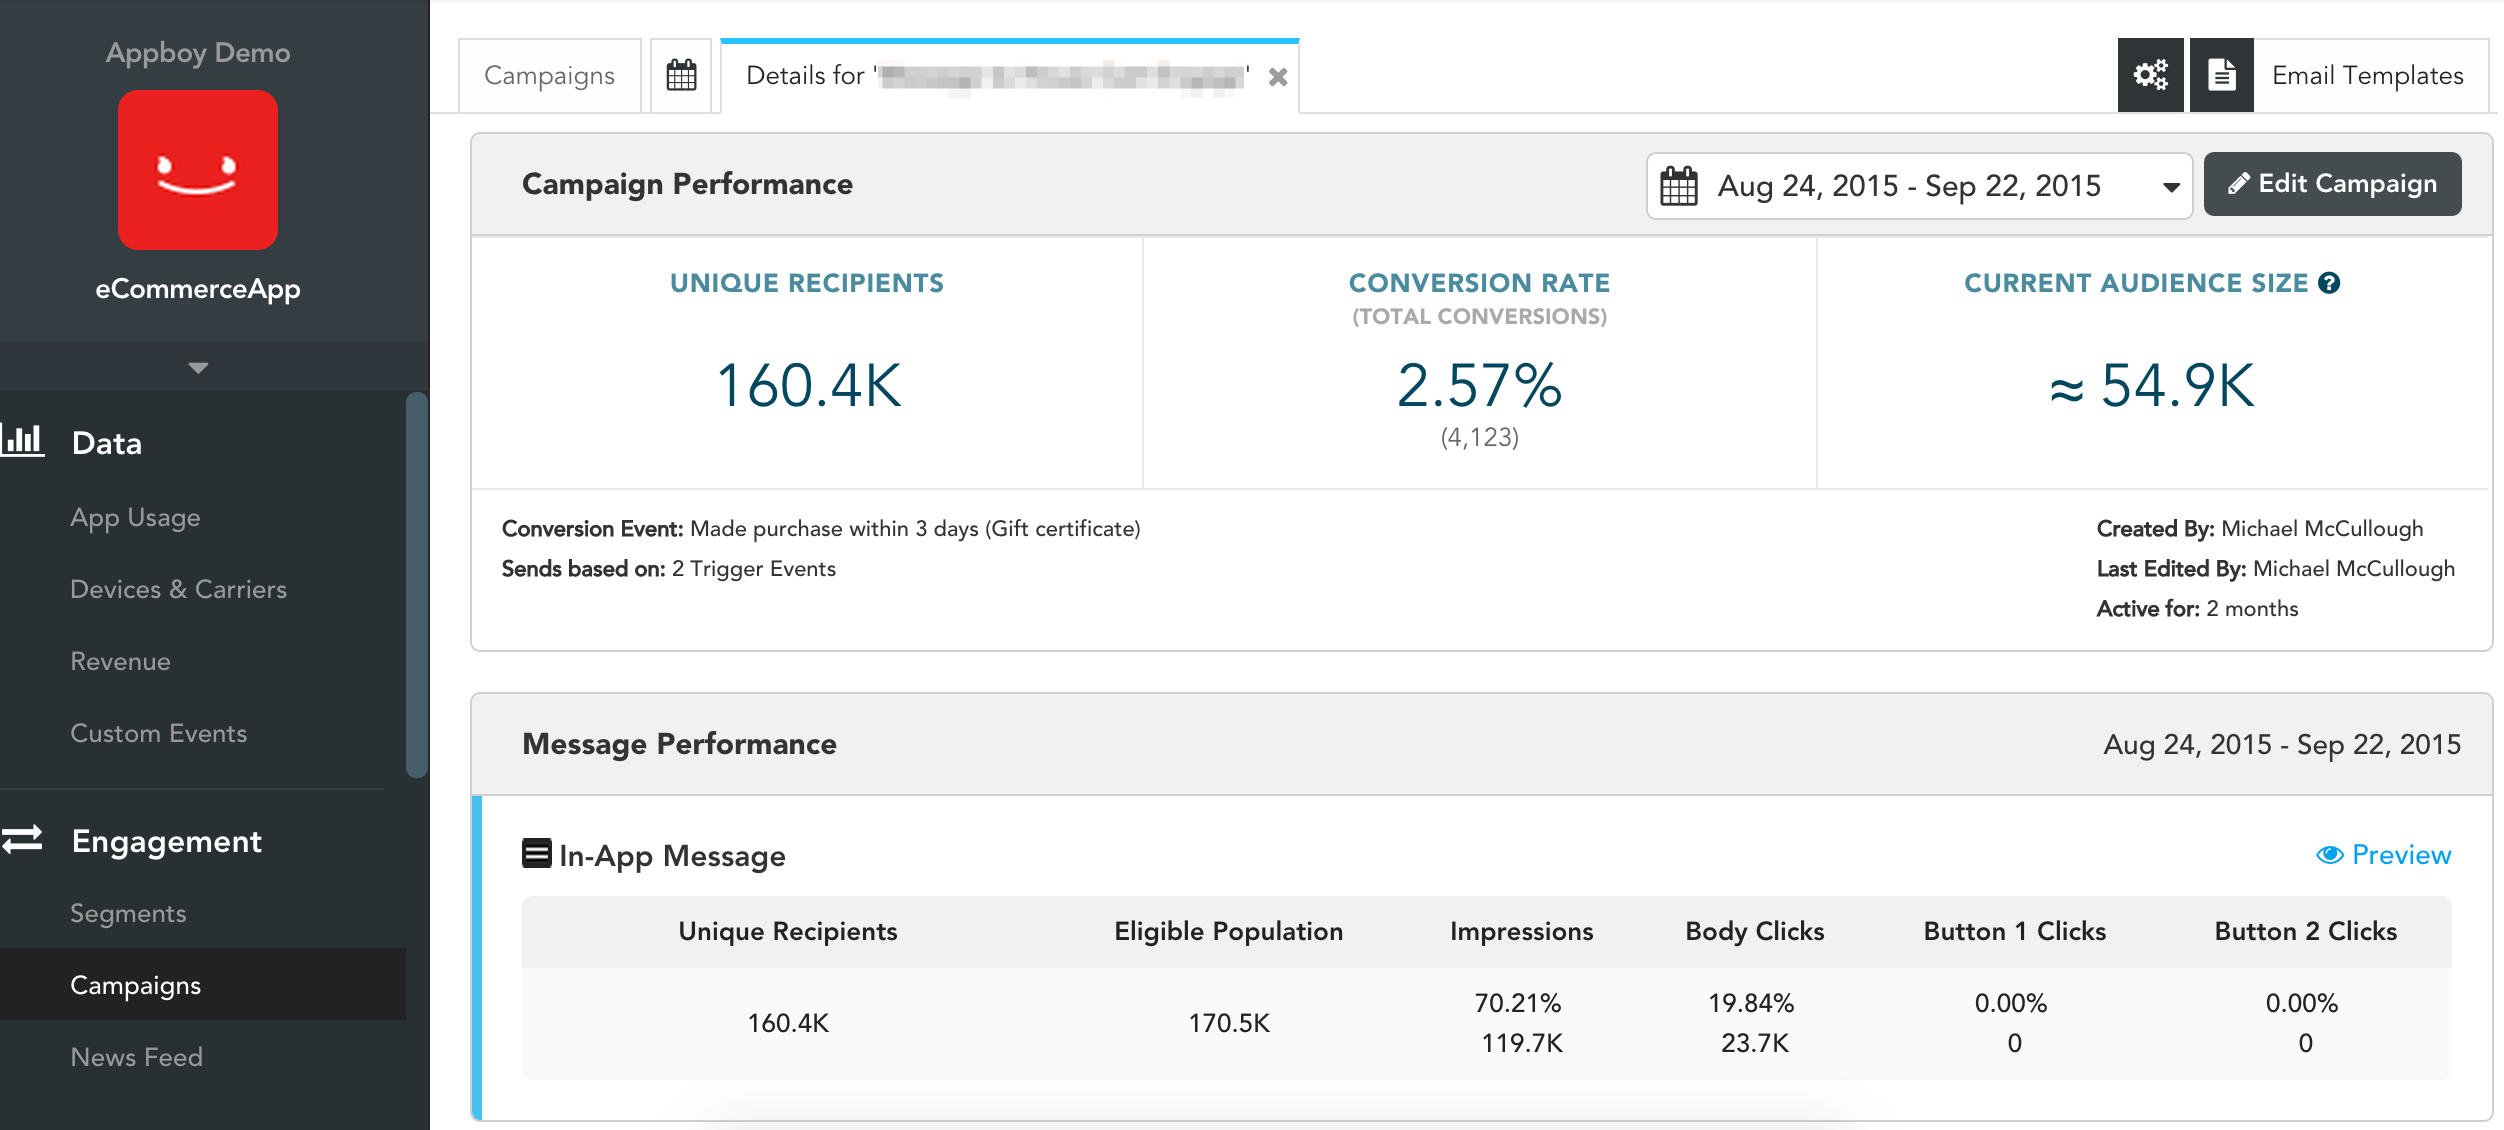 Appboy Demo
eCommerceApp
Data
App Usage
Devices & Carriers
Revenue
Custom Events
Engagement
Segments
Campaigns
News Feed
Campaigns
Details for ' '
Email Templates
Campaign Performance
Aug 24, 2015 - Sep 22, 2015
Edit Campaign
UNIQUE RECIPIENTS
160.4K
CONVERSION RATE
(TOTAL CONVERSIONS)
2.57%
(4,123)
CURRENT AUDIENCE SIZE ?
≈ 54.9K
Conversion Event: Made purchase within 3 days (Gift certificate)
Sends based on: 2 Trigger Events
Created By: Michael McCullough
Last Edited By: Michael McCullough
Active for: 2 months
Message Performance
Aug 24, 2015 - Sep 22, 2015
In-App Message
Preview
Unique Recipients Eligible Population Impressions Body Clicks Button 1 Clicks Button 2 Clicks
70.21% 19.84% 0.00% 0.00%
160.4K 170.5K
119.7K 23.7K 0 0